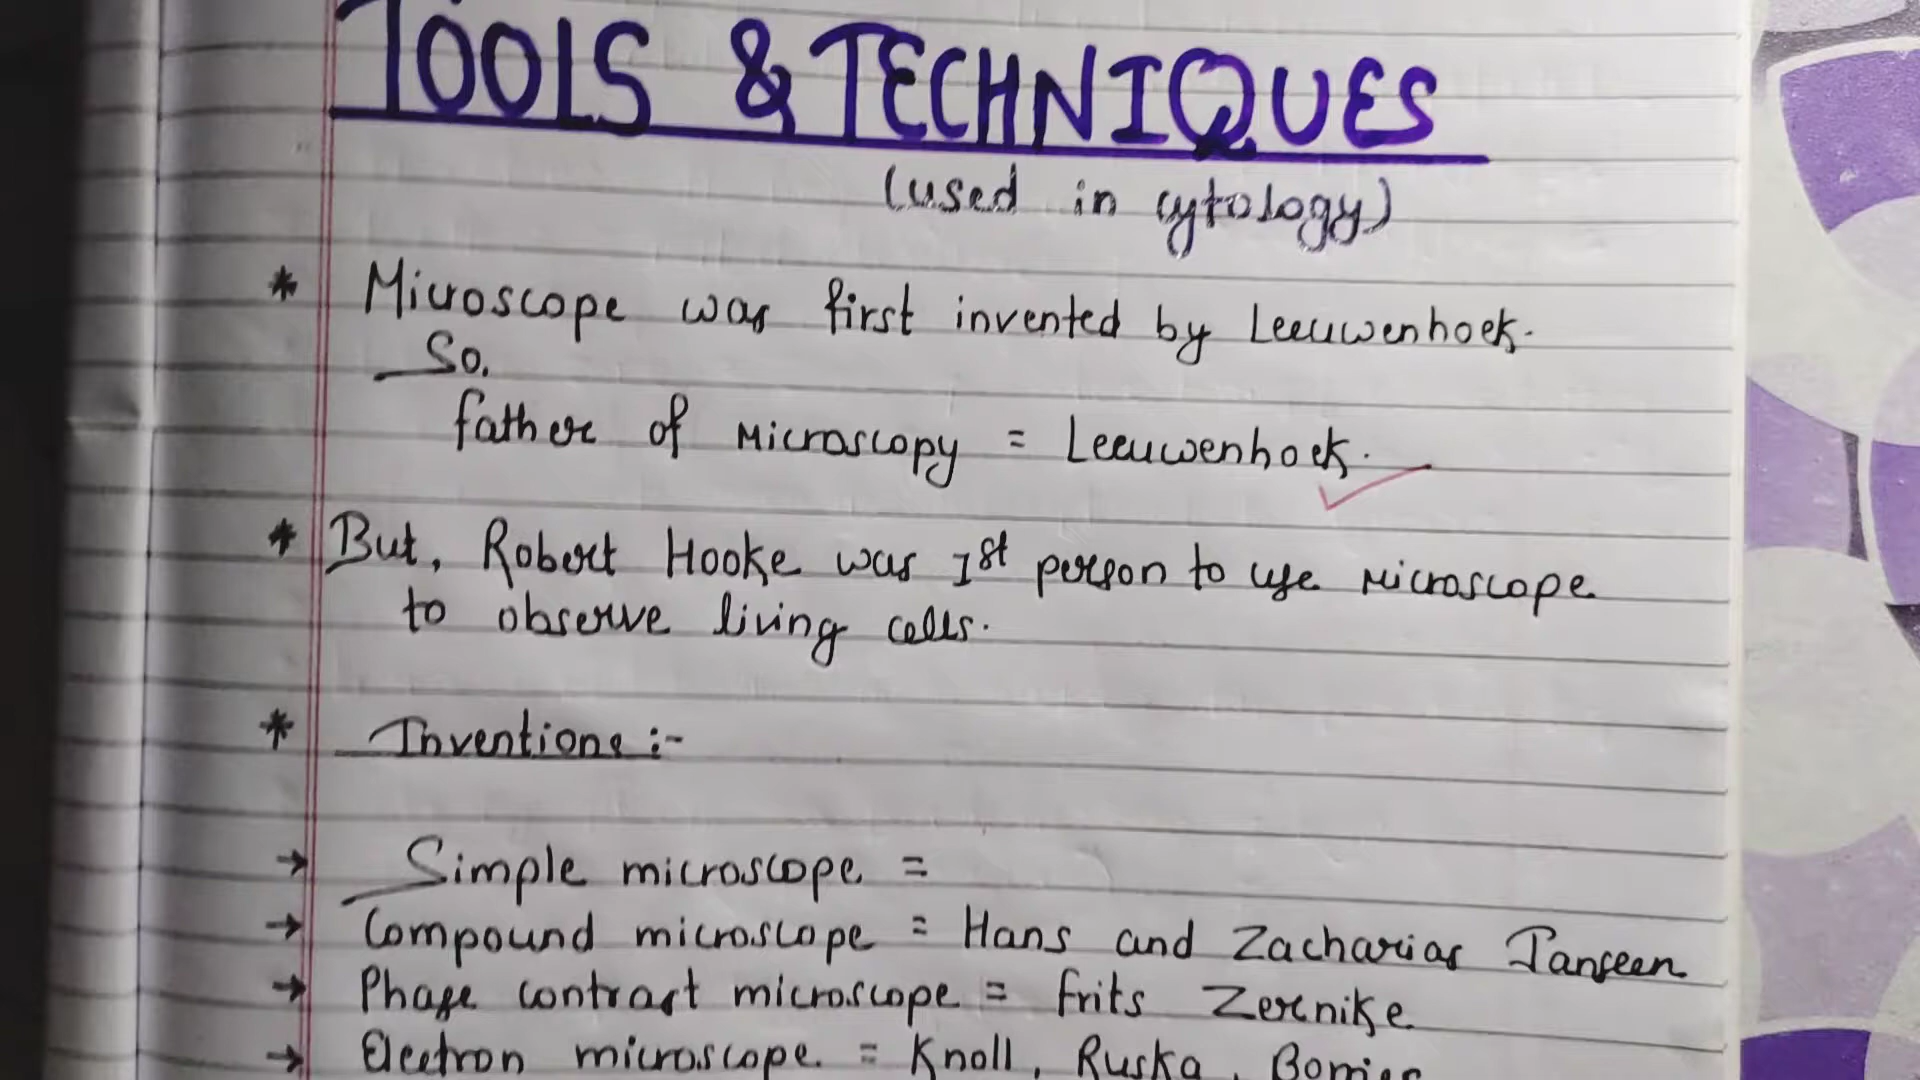 TOOLS & TECHNIQUES
(used in cytology)
* Microscope was first invented by Leeuwenhoek.
So,
father of Microscopy = Leeuwenhoek.
* But, Robert Hooke was 1st person to use Microscope
to observe living cells.
* Inventions :-
→ Simple microscope =
→ Compound microscope = Hans and Zacharias Janseen
→ Phase contrast microscope = Frits Zernike
→ Electron microscope = Knoll, Ruska,